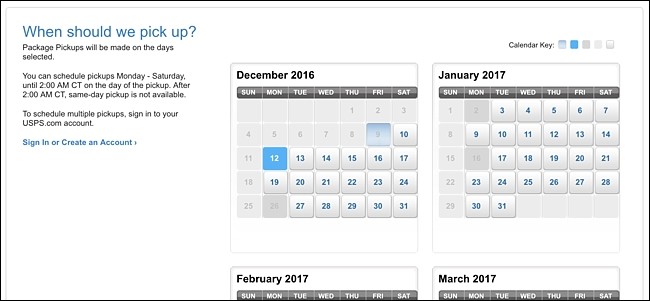 When should we pick up?
Package Pickups will be made on the days
selected.
You can schedule pickups Monday - Saturday,
until 2:00 AM CT on the day of the pickup. After
2:00 AM CT, same-day pickup is not available.
To schedule multiple pickups, sign in to your
USPS.com account.
Sign In or Create an Account ›
Calendar Key:
December 2016
SUN MON TUE WED THU FRI SAT
1 2 3
4 5 6 7 8 9 10
11 12 13 14 15 16 17
18 19 20 21 22 23 24
25 26 27 28 29 30 31
January 2017
SUN MON TUE WED THU FRI SAT
1 2 3 4 5 6 7
8 9 10 11 12 13 14
15 16 17 18 19 20 21
22 23 24 25 26 27 28
29 30 31
February 2017
SUN MON TUE WED THU FRI SAT
March 2017
SUN MON TUE WED THU FRI SAT